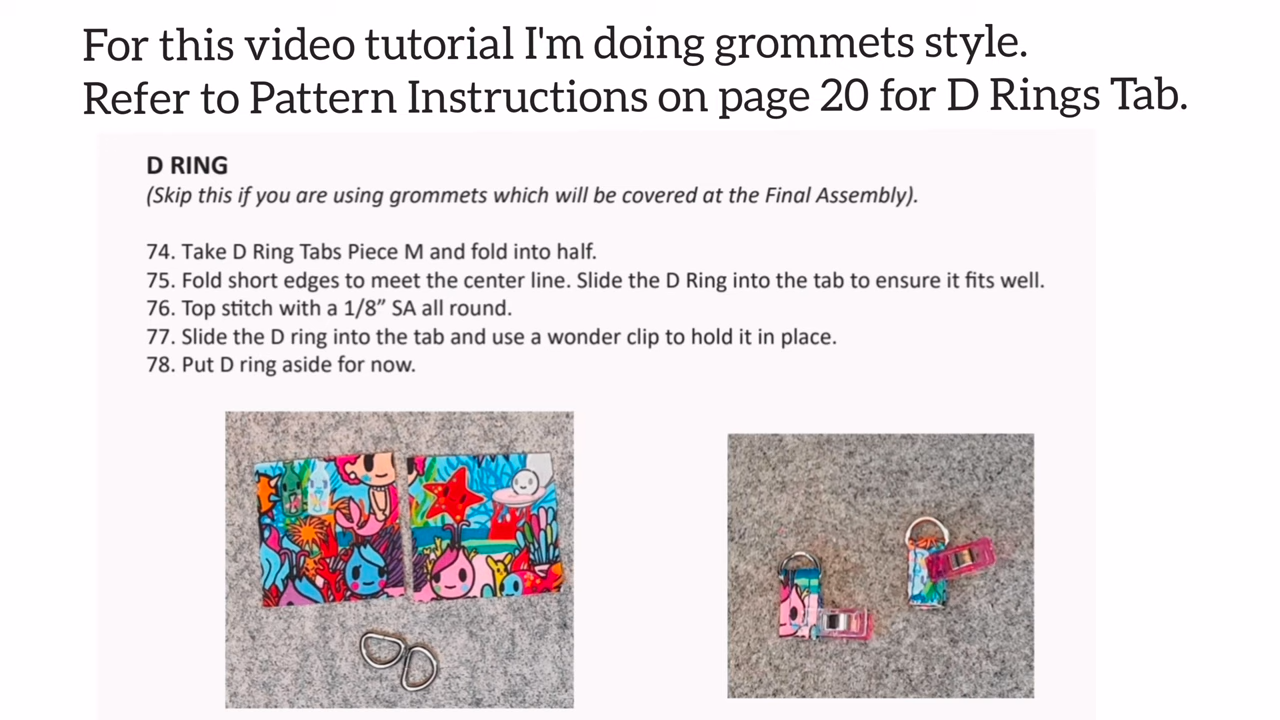 For this video tutorial I'm doing grommets style.
Refer to Pattern Instructions on page 20 for D Rings Tab.
D RING
(Skip this if you are using grommets which will be covered at the Final Assembly).
74. Take D Ring Tabs Piece M and fold into half.
75. Fold short edges to meet the center line. Slide the D Ring into the tab to ensure it fits well.
76. Top stitch with a 1/8” SA all round.
77. Slide the D ring into the tab and use a wonder clip to hold it in place.
78. Put D ring aside for now.